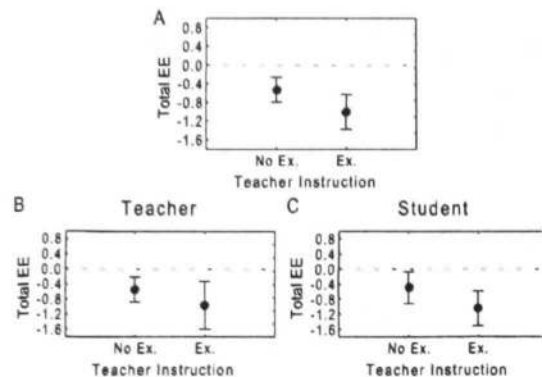 A
Total EE
0.8
0.4
0.0
-0.4
-0.8
-1.2
-1.6
No Ex. Ex.
Teacher Instruction
B Teacher
Total EE
0.8
0.4
0.0
-0.4
-0.8
-1.2
-1.6
No Ex. Ex.
Teacher Instruction
C Student
Total EE
0.8
0.4
0.0
-0.4
-0.8
-1.2
-1.6
No Ex. Ex.
Teacher Instruction